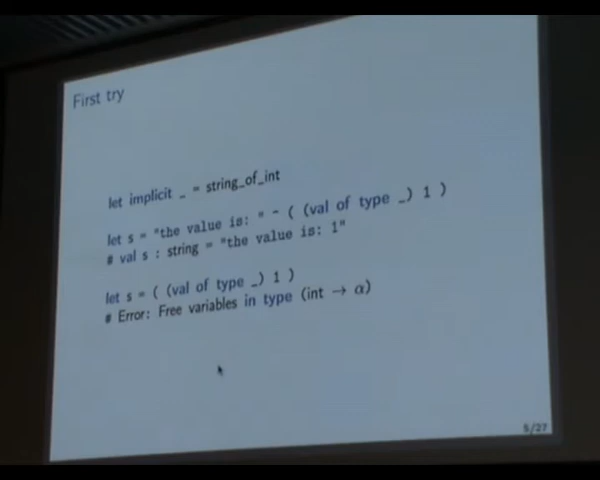 First try
let implicit _ = string_of_int
let s = "the value is: " ^ ( (val of type _) 1 )
# val s : string = "the value is: 1"
let s = ( (val of type _) 1 )
# Error: Free variables in type (int → α)
5/27